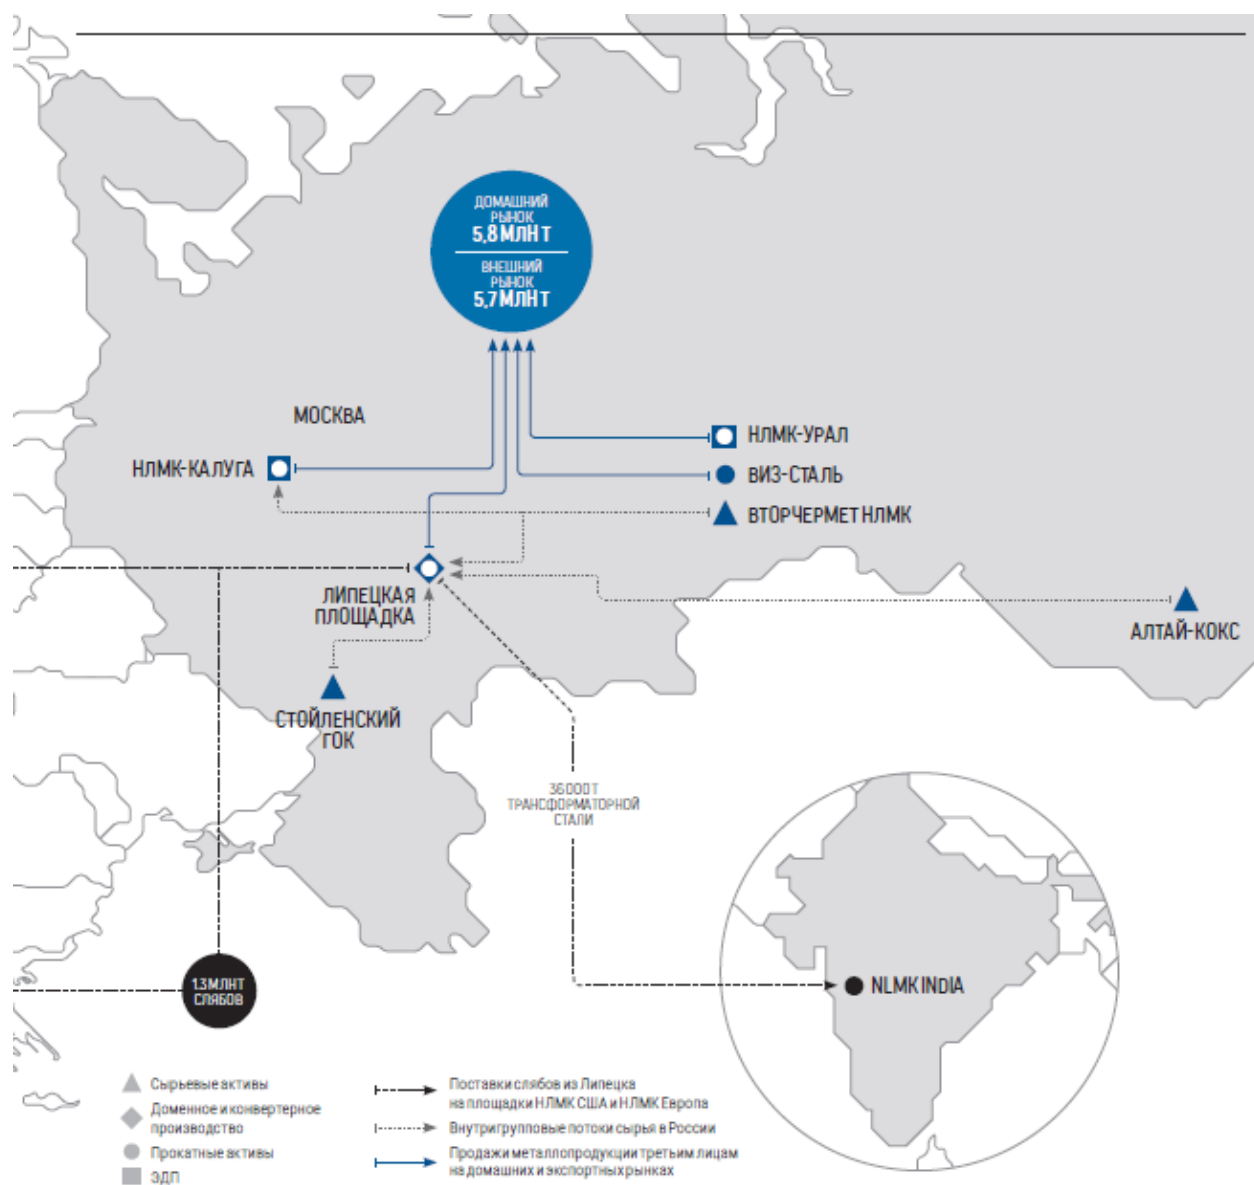 ДОМАШНИЙ
РЫНОК
5,8 МЛН Т
ВНЕШНИЙ
РЫНОК
5,7 МЛН Т
МОСКВА
НЛМК-КАЛУГА
НЛМК-УРАЛ
ВИЗ-СТАЛЬ
ВТОРЧЕРМЕТ НЛМК
ЛИПЕЦКАЯ
ПЛОЩАДКА
АЛТАЙ-КОКС
СТОЙЛЕНСКИЙ
ГОК
36 000 Т
ТРАНСФОРМАТОРНОЙ
СТАЛИ
1.3 МЛН Т
СЛЯБОВ
NLMK INDIA
Сырьевые активы
Доменное и конвертерное
производство
Прокатные активы
ЭДП
Поставки слябов из Липецка
на площадки НЛМК США и НЛМК Европа
Внутригрупповые потоки сырья в России
Продажи металлопродукции третьим лицам
на домашних и экспортных рынках